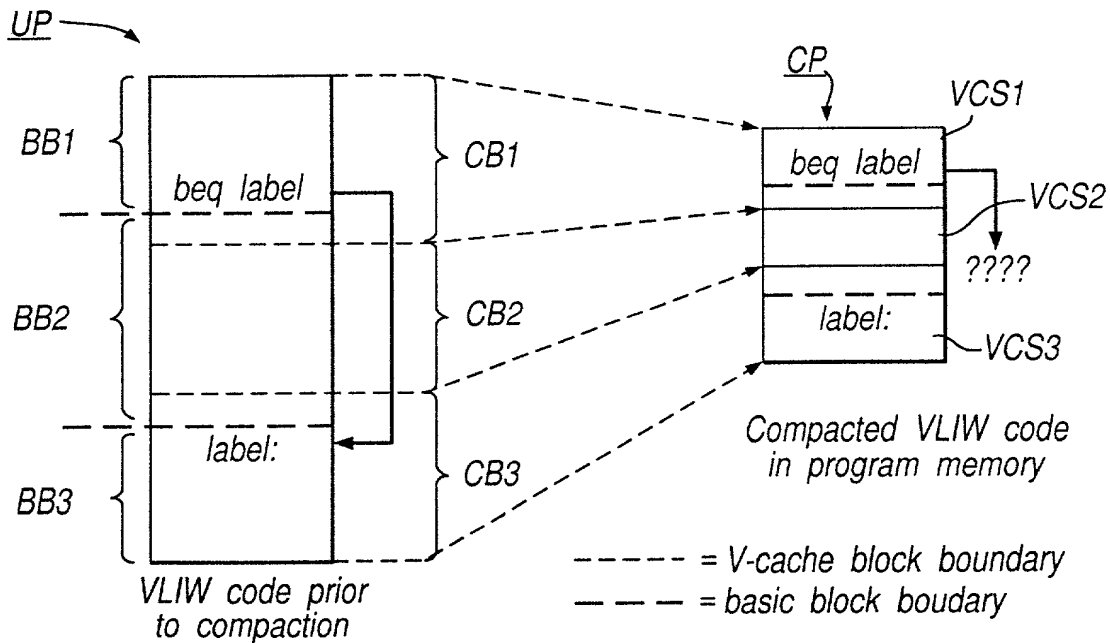 UP
CP
VCS1
BB1
CB1
beq label
beq label
VCS2
????
BB2
CB2
label:
VCS3
label:
CB3
BB3
Compacted VLIW code
in program memory
VLIW code prior
to compaction
= V-cache block boundary
= basic block boudary